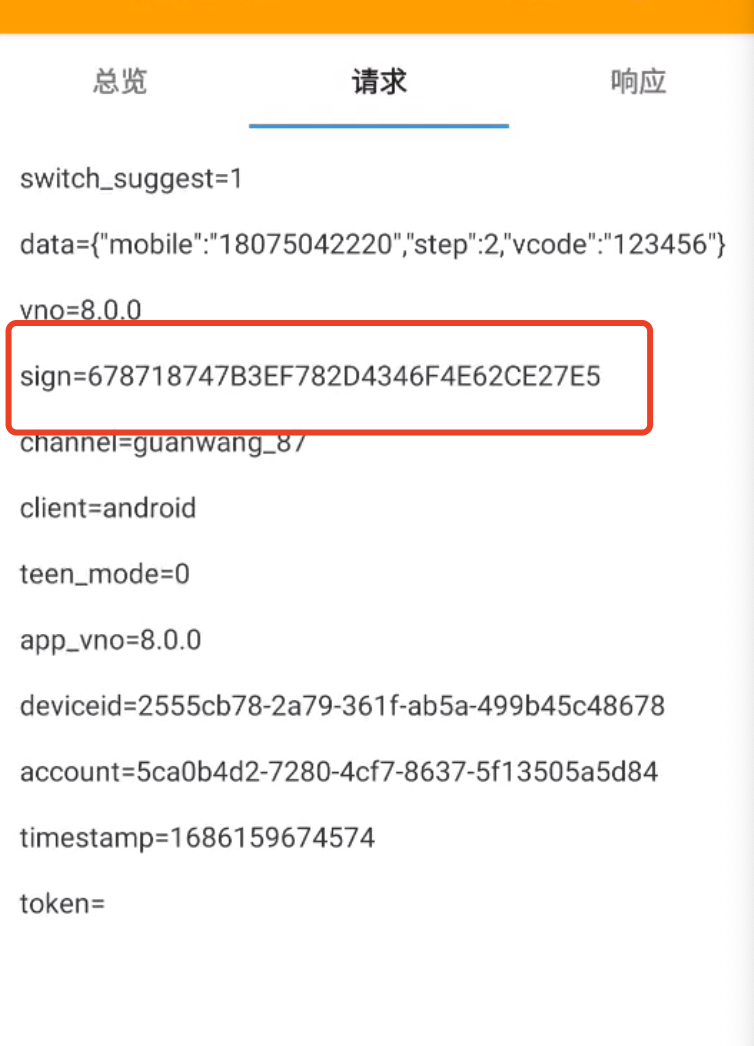 总览 请求 响应
switch_suggest=1
data={"mobile":"18075042220","step":2,"vcode":"123456"}
vno=8.0.0
sign=678718747B3EF782D4346F4E62CE27E5
channel=guanwang_87
client=android
teen_mode=0
app_vno=8.0.0
deviceid=2555cb78-2a79-361f-ab5a-499b45c48678
account=5ca0b4d2-7280-4cf7-8637-5f13505a5d84
timestamp=1686159674574
token=